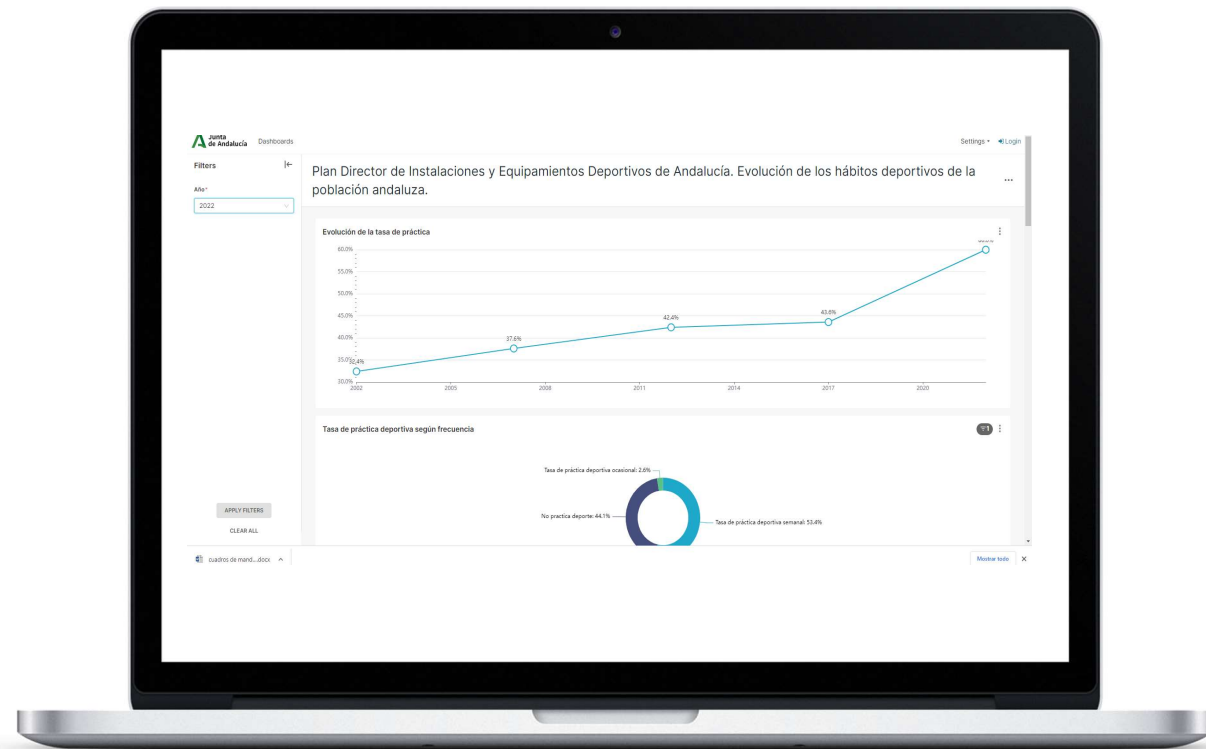 Junta
de Andalucía
Dashboards
Settings
Login
Filters
Año*
2022
APPLY FILTERS
CLEAR ALL
Plan Director de Instalaciones y Equipamientos Deportivos de Andalucía. Evolución de los hábitos deportivos de la
población andaluza.
Evolución de la tasa de práctica
60.0%
55.0%
50.0%
45.0%
40.0%
35.0%
30.0%
32,4%
37.6%
42.4%
43.6%
2002
2005
2008
2011
2014
2017
2020
Tasa de práctica deportiva según frecuencia
1
Tasa de práctica deportiva ocasional: 2.6%
No practica deporte: 44.1%
Tasa de práctica deportiva semanal: 53.4%
cuadros de mand....docx
Mostrar todo